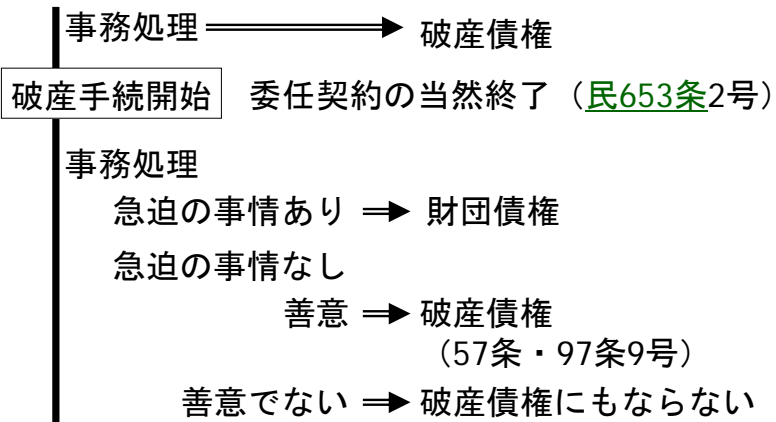 事務処理 破産債権
破産手続開始 委任契約の当然終了（民653条2号）
事務処理
急迫の事情あり 財団債権
急迫の事情なし
善意 破産債権
（57条・97条9号）
善意でない 破産債権にもならない